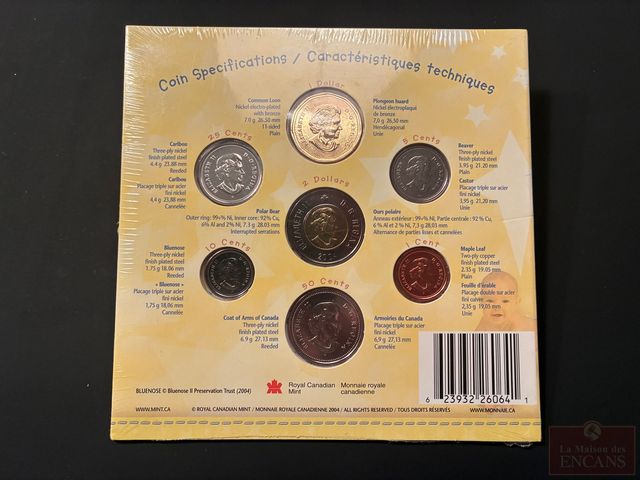 Coin Specifications / Caractéristiques techniques
1 Dollar
Common Loon
Nickel electro-plated
with bronze
7.0 g 26.50 mm
11-sided
Plain
Plongeon huard
Nickel électroplaqué
de bronze
7,0 g 26,50 mm
Hendécagonal
Unie
ELIZABETH II D·G·REGINA
25 Cents
Caribou
Three-ply nickel
finish plated steel
4.4 g 23.88 mm
Reeded
Caribou
Placage triple sur acier
fini nickel
4,4 g 23,88 mm
Cannelée
ELIZABETH II D·G·REGINA
5 Cents
Beaver
Three-ply nickel
finish plated steel
3.95 g 21.20 mm
Plain
Castor
Placage triple sur acier
fini nickel
3,95 g 21,20 mm
Unie
2 Dollars
Polar Bear
Outer ring: 99+% Ni, Inner core: 92% Cu,
6% Al and 2% Ni, 7.3 g 28.03 mm
Interrupted serrations
Ours polaire
Anneau extérieur : 99+% Ni, Partie centrale : 92% Cu,
6% Al et 2% Ni, 7,3 g 28,03 mm
Alternance de parties lisses et cannelées
10 Cents
Bluenose
Three-ply nickel
finish plated steel
1.75 g 18.06 mm
Reeded
« Bluenose »
Placage triple sur acier
fini nickel
1,75 g 18,06 mm
Cannelée
1 Cent
Maple Leaf
Two-ply copper
finish plated steel
2.35 g 19.05 mm
Plain
Feuille d'érable
Placage double sur acier
fini cuivre
2,35 g 19,05 mm
Unie
50 Cents
Coat of Arms of Canada
Three-ply nickel
finish plated steel
6.9 g 27.13 mm
Reeded
Armoiries du Canada
Placage triple sur acier
fini nickel
6,9 g 27,13 mm
Cannelée
BLUENOSE © Bluenose II Preservation Trust (2004)
Royal Canadian
Mint
Monnaie royale
canadienne
6 23932 26064 1
WWW.MINT.CA
© ROYAL CANADIAN MINT / MONNAIE ROYALE CANADIENNE 2004 / ALL RIGHTS RESERVED / TOUS DROITS RÉSERVÉS
WWW.MONNAIE.CA
La Maison des
ENCANS